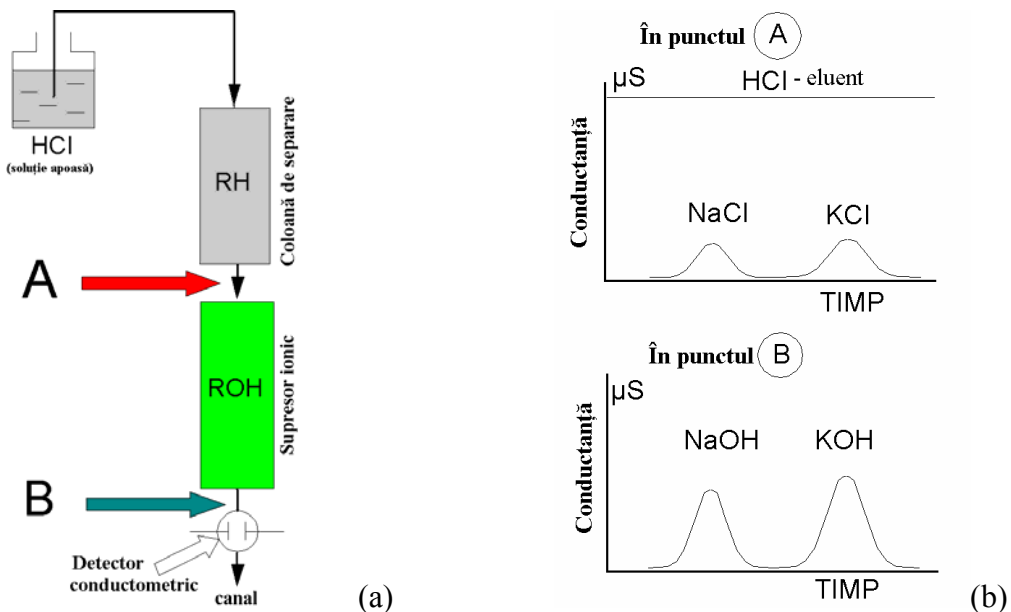 HCl
(soluție apoasă)
RH
Coloană de separare
A
ROH
Supresor ionic
B
Detector
conductometric
canal
(a)
În punctul A
µS
HCl - eluent
Conductanță
NaCl
KCl
TIMP
În punctul B
µS
Conductanță
NaOH
KOH
TIMP
(b)